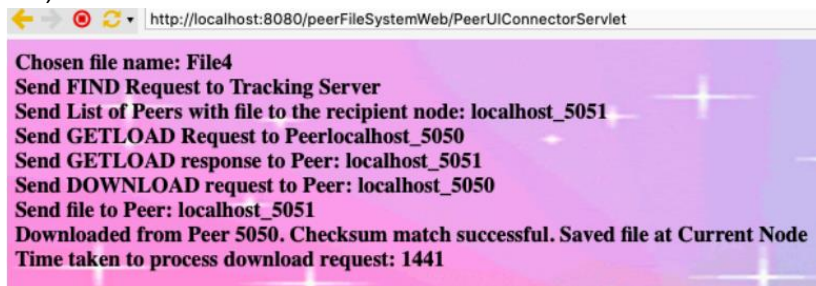 http://localhost:8080/peerFileSystemWeb/PeerUIConnectorServlet
Chosen file name: File4
Send FIND Request to Tracking Server
Send List of Peers with file to the recipient node: localhost_5051
Send GETLOAD Request to Peerlocalhost_5050
Send GETLOAD response to Peer: localhost_5051
Send DOWNLOAD request to Peer: localhost_5050
Send file to Peer: localhost_5051
Downloaded from Peer 5050. Checksum match successful. Saved file at Current Node
Time taken to process download request: 1441